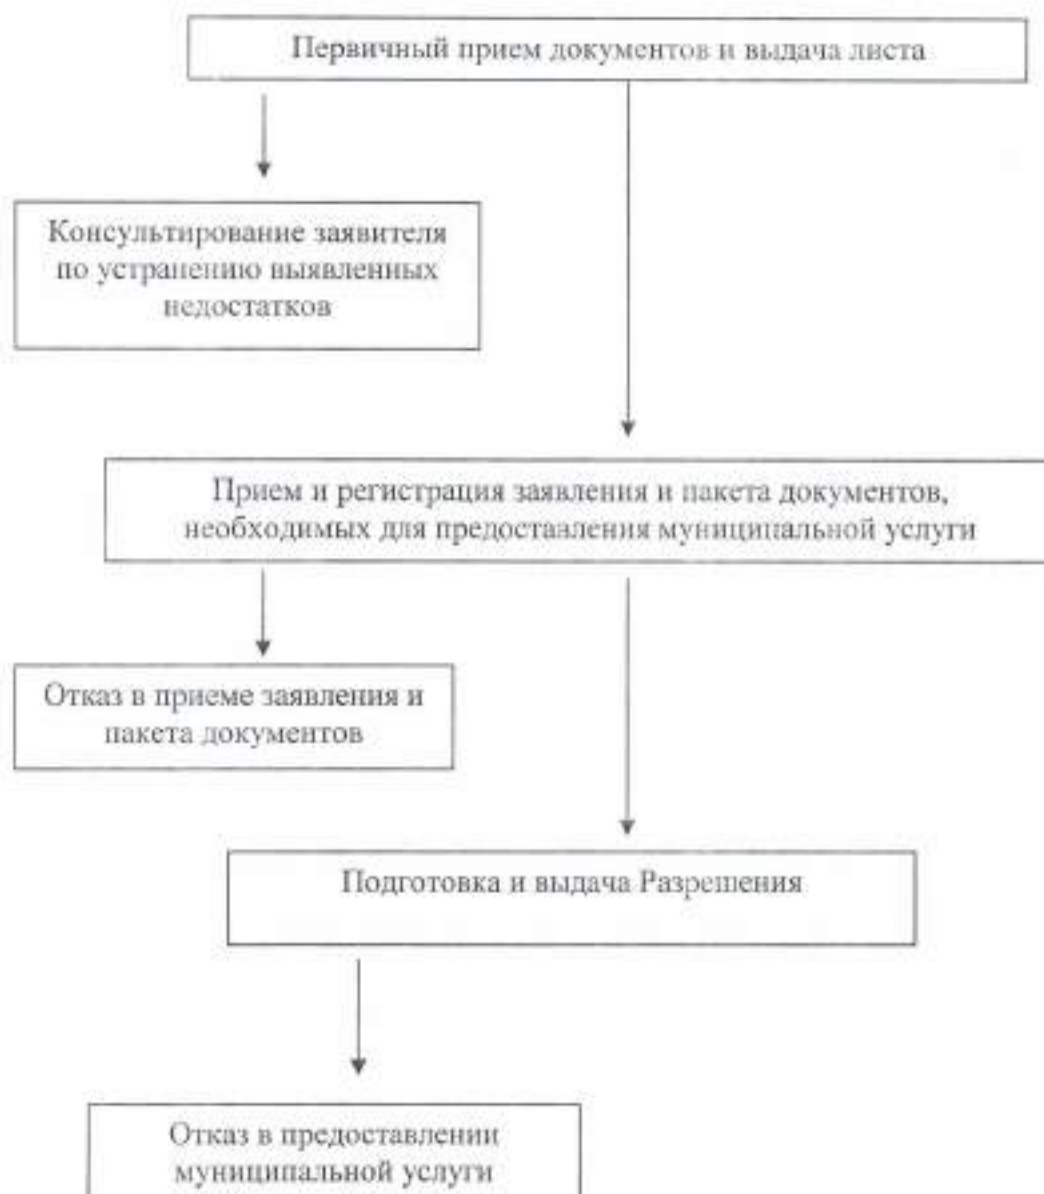 Первичный прием документов и выдача листа
Консультирование заявителя
по устранению выявленных
недостатков
Прием и регистрация заявления и пакета документов,
необходимых для предоставления муниципальной услуги
Отказ в приеме заявления и
пакета документов
Подготовка и выдача Разрешения
Отказ в предоставлении
муниципальной услуги